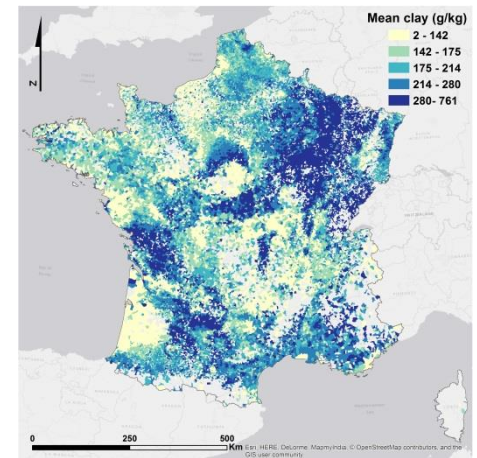 Mean clay (g/kg)
2 - 142
142 - 175
175 - 214
214 - 280
280- 761
N
0 250 500
Km Esri, HERE, DeLorme, MapmyIndia, © OpenStreetMap contributors, and the
GIS user community